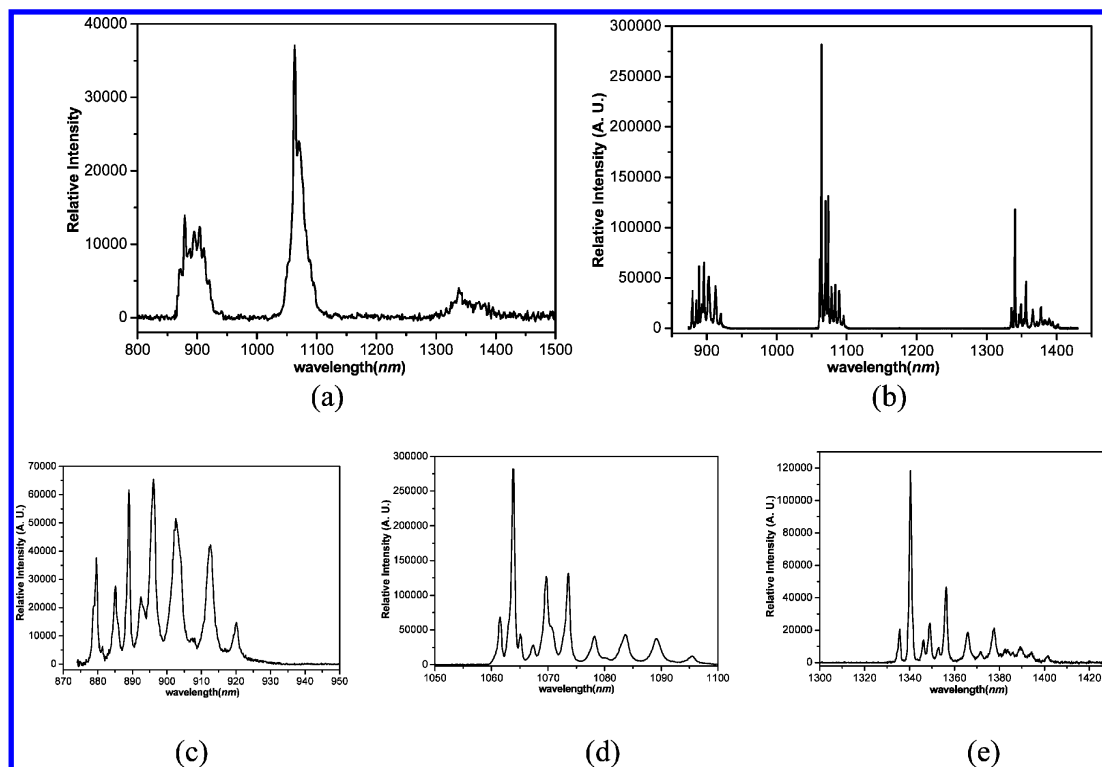 40000
30000
20000
10000
0
Relative Intensity
800 900 1000 1100 1200 1300 1400 1500
wavelength(nm)
(a)
300000
250000
200000
150000
100000
50000
0
Relative Intensity (A. U.)
900 1000 1100 1200 1300 1400
wavelength(nm)
(b)
70000
60000
50000
40000
30000
20000
10000
0
Relative Intensity (A. U.)
870 880 890 900 910 920 930 940 950
wavelength(nm)
(c)
300000
250000
200000
150000
100000
50000
0
Relative Intensity (A. U.)
1050 1060 1070 1080 1090 1100
wavelength(nm)
(d)
120000
100000
80000
60000
40000
20000
0
Relative Intensity (A. U.)
1300 1320 1340 1360 1380 1400 1420
wavelength(nm)
(e)